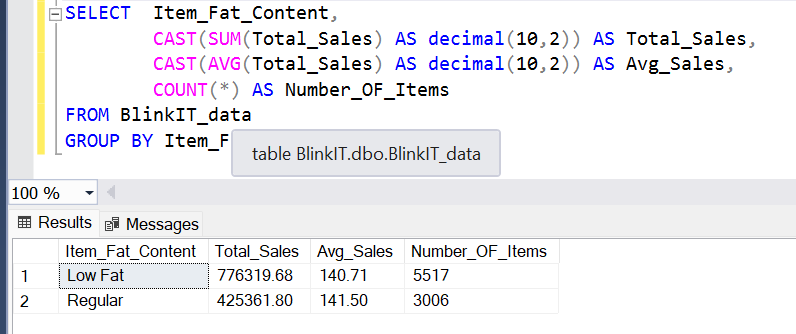 SELECT Item_Fat_Content,
CAST(SUM(Total_Sales) AS decimal(10,2)) AS Total_Sales,
CAST(AVG(Total_Sales) AS decimal(10,2)) AS Avg_Sales,
COUNT(*) AS Number_OF_Items
FROM BlinkIT_data
GROUP BY Item_F
table BlinkIT.dbo.BlinkIT_data
100 %
Results Messages
Item_Fat_Content Total_Sales Avg_Sales Number_OF_Items
1 Low Fat 776319.68 140.71 5517
2 Regular 425361.80 141.50 3006